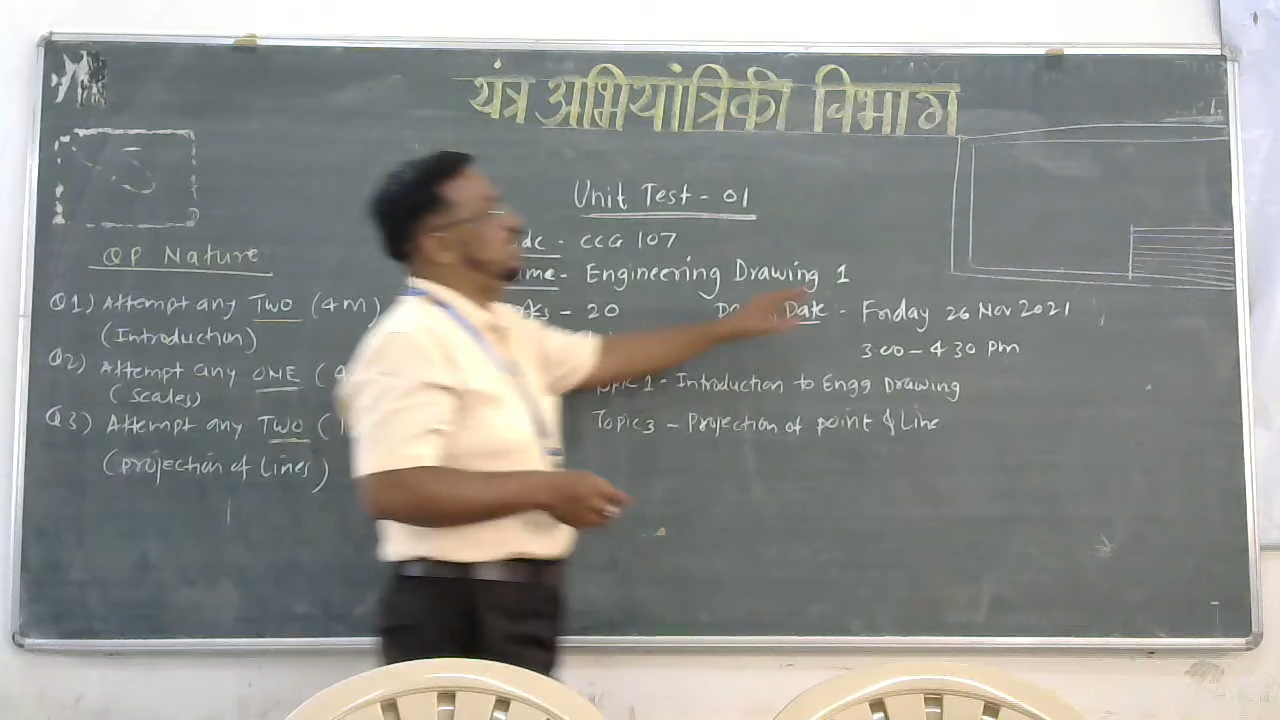 यंत्र अभियांत्रिकी विभाग
Unit Test - 01
- CCG 107
- Engineering Drawing 1
- 20
Date - Friday 26 Nov 2021
3 00 - 4 30 Pm
1 - Introduction to Engg Drawing
Topic 3 - Projection of point & Line
QP Nature
Q1) Attempt any TWO (4M)
(Introduction)
Q2) Attempt any ONE (
(Scales)
Q3) Attempt any TWO (
(projection of Lines)